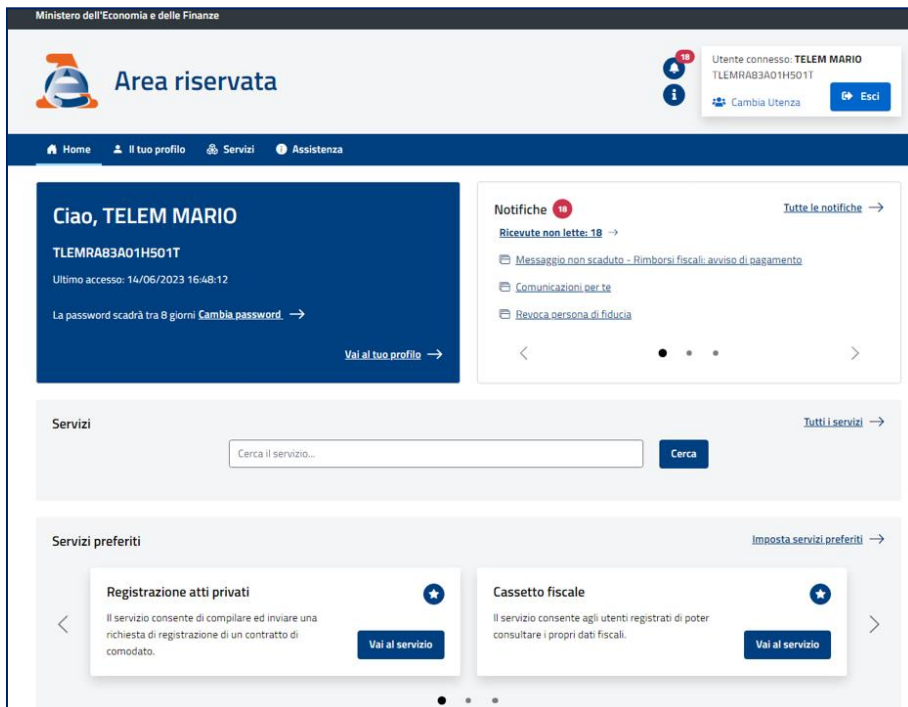 Ministero dell'Economia e delle Finanze
Area riservata
18
Utente connesso: TELEM MARIO
TLEMRA83A01H501T
Cambia Utenza
Esci
Home
Il tuo profilo
Servizi
Assistenza
Ciao, TELEM MARIO
TLEMRA83A01H501T
Ultimo accesso: 14/06/2023 16:48:12
La password scadrà tra 8 giorni Cambia password
Vai al tuo profilo
Notifiche 18
Tutte le notifiche
Ricevute non lette: 18
Messaggio non scaduto - Rimborsi fiscali: avviso di pagamento
Comunicazioni per te
Revoca persona di fiducia
Servizi
Tutti i servizi
Cerca il servizio...
Cerca
Servizi preferiti
Imposta servizi preferiti
Registrazione atti privati
Il servizio consente di compilare ed inviare una
richiesta di registrazione di un contratto di
comodato.
Vai al servizio
Cassetto fiscale
Il servizio consente agli utenti registrati di poter
consultare i propri dati fiscali.
Vai al servizio